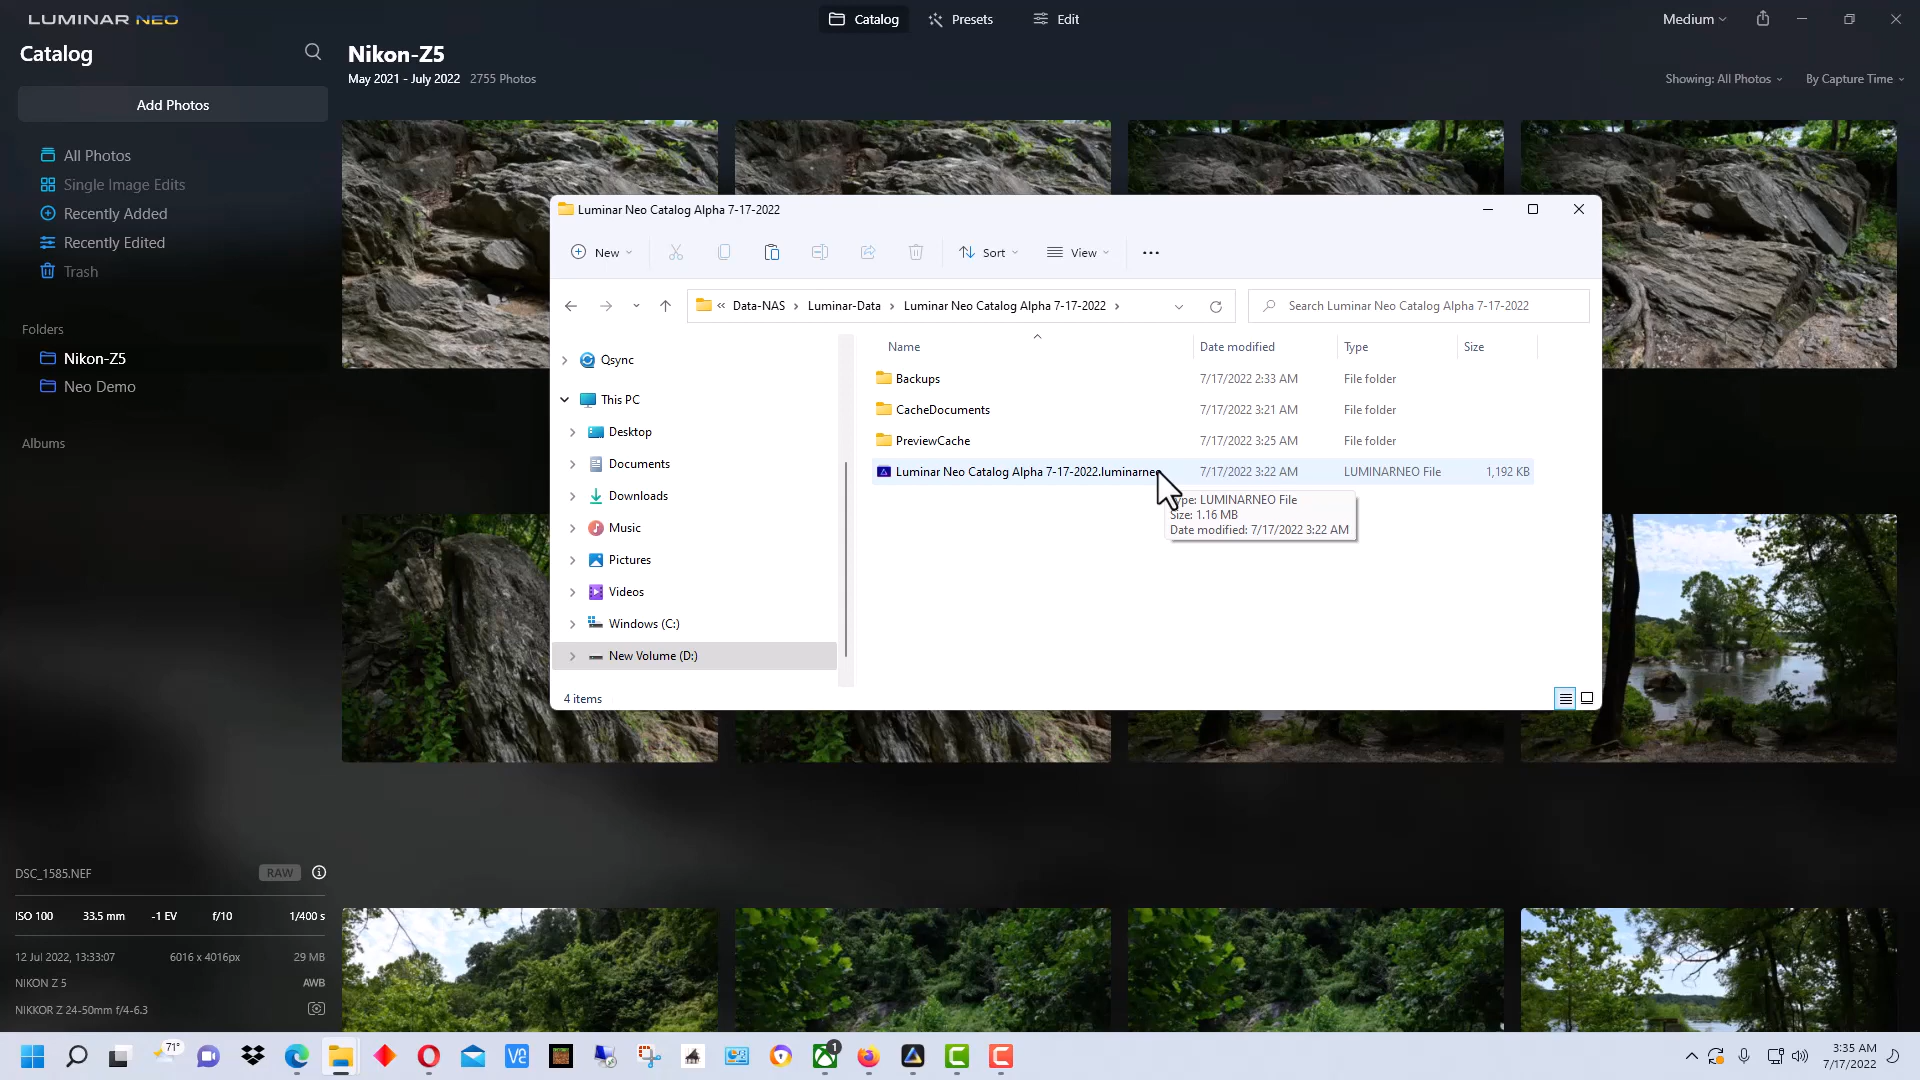 LUMINAR NEO
Catalog
Presets
Edit
Medium
Catalog
Nikon-Z5
May 2021 - July 2022 2755 Photos
Showing: All Photos
By Capture Time
Add Photos
All Photos
Single Image Edits
Recently Added
Recently Edited
Trash
Folders
Nikon-Z5
Neo Demo
Albums
Luminar Neo Catalog Alpha 7-17-2022
New
Sort
View
« Data-NAS > Luminar-Data > Luminar Neo Catalog Alpha 7-17-2022 >
Search Luminar Neo Catalog Alpha 7-17-2022
Qsync
This PC
Desktop
Documents
Downloads
Music
Pictures
Videos
Windows (C:)
New Volume (D:)
Name Date modified Type Size
Backups 7/17/2022 2:33 AM File folder
CacheDocuments 7/17/2022 3:21 AM File folder
PreviewCache 7/17/2022 3:25 AM File folder
Luminar Neo Catalog Alpha 7-17-2022.luminarneo 7/17/2022 3:22 AM LUMINARNEO File 1,192 KB
Type: LUMINARNEO File
Size: 1.16 MB
Date modified: 7/17/2022 3:22 AM
4 items
DSC_1585.NEF RAW
ISO 100 33.5 mm -1 EV f/10 1/400 s
12 Jul 2022, 13:33:07 6016 x 4016px 29 MB
NIKON Z 5 AWB
NIKKOR Z 24-50mm f/4-6.3
71°
1
3:35 AM
7/17/2022